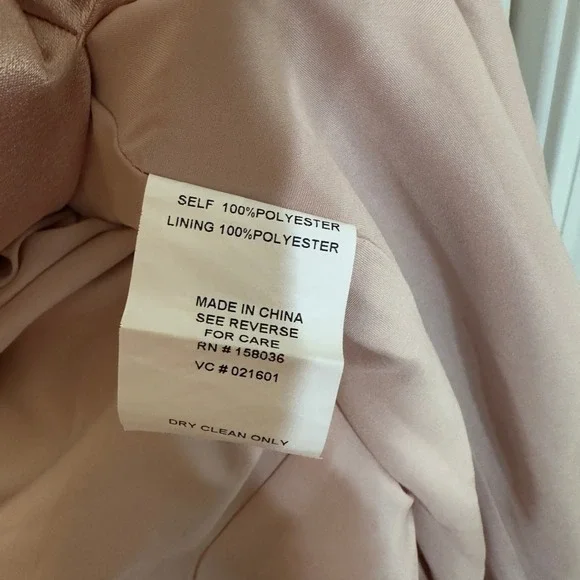 SELF 100%POLYESTER
LINING 100%POLYESTER
MADE IN CHINA
SEE REVERSE
FOR CARE
RN # 158036
VC # 021601
DRY CLEAN ONLY